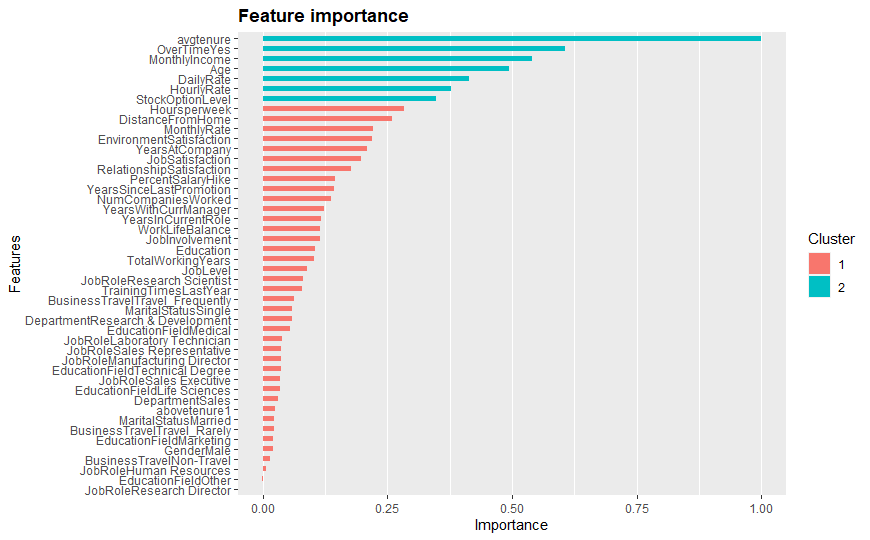 Feature importance
avgtenure
OverTimeYes
MonthlyIncome
Age
DailyRate
HourlyRate
StockOptionLevel
Hoursperweek
DistanceFromHome
MonthlyRate
EnvironmentSatisfaction
YearsAtCompany
JobSatisfaction
RelationshipSatisfaction
PercentSalaryHike
YearsSinceLastPromotion
NumCompaniesWorked
YearsWithCurrManager
YearsInCurrentRole
WorkLifeBalance
JobInvolvement
Education
TotalWorkingYears
JobLevel
JobRoleResearch Scientist
TrainingTimesLastYear
BusinessTravelTravel_Frequently
MaritalStatusSingle
DepartmentResearch & Development
EducationFieldMedical
JobRoleLaboratory Technician
JobRoleSales Representative
JobRoleManufacturing Director
EducationFieldTechnical Degree
JobRoleSales Executive
EducationFieldLife Sciences
DepartmentSales
abovetenure1
MaritalStatusMarried
BusinessTravelTravel_Rarely
EducationFieldMarketing
GenderMale
BusinessTravelNon-Travel
JobRoleHuman Resources
EducationFieldOther
JobRoleResearch Director
Features
0.00 0.25 0.50 0.75 1.00
Importance
Cluster
1
2